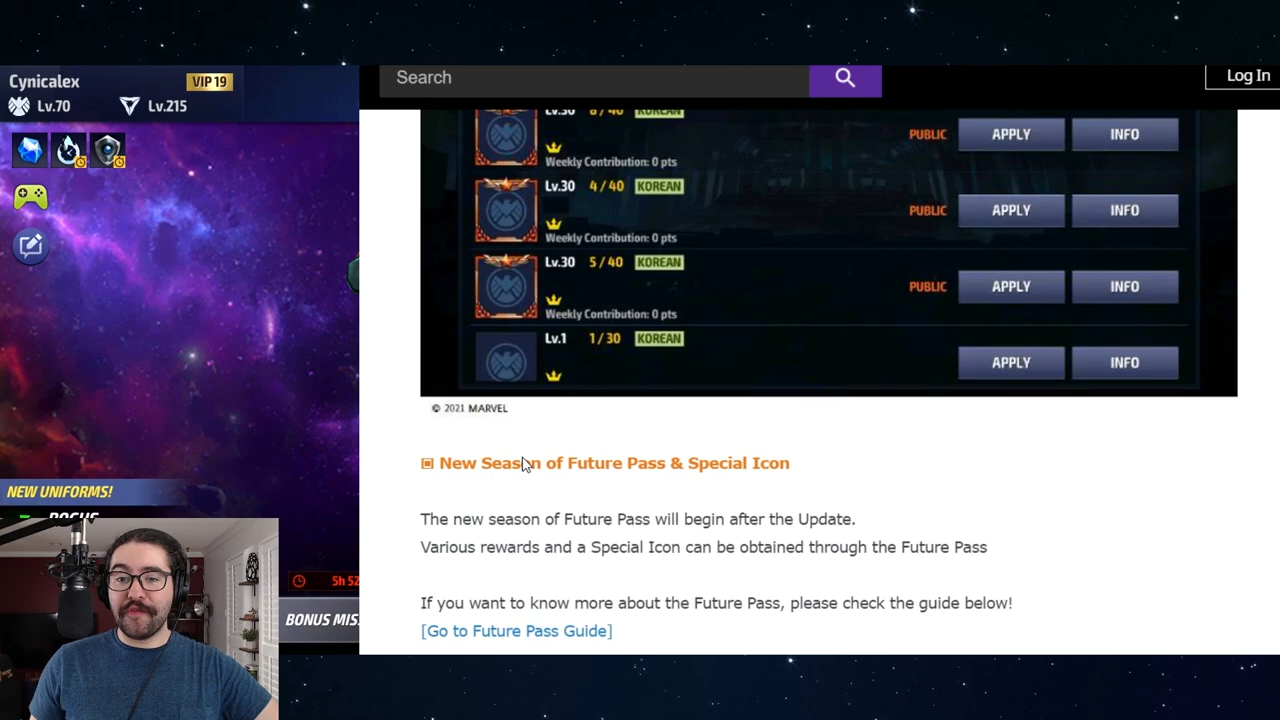 Cynicalex
VIP 19
Lv.70
Lv.215
NEW UNIFORMS!
5h 52
BONUS MIS
Search
Log In
Lv.30 8/40 KOREAN
PUBLIC APPLY INFO
Weekly Contribution: 0 pts
Lv.30 4/40 KOREAN
PUBLIC APPLY INFO
Weekly Contribution: 0 pts
Lv.30 5/40 KOREAN
PUBLIC APPLY INFO
Weekly Contribution: 0 pts
Lv.1 1/30 KOREAN
APPLY INFO
© 2021 MARVEL
New Season of Future Pass & Special Icon
The new season of Future Pass will begin after the Update.
Various rewards and a Special Icon can be obtained through the Future Pass
If you want to know more about the Future Pass, please check the guide below!
[Go to Future Pass Guide]